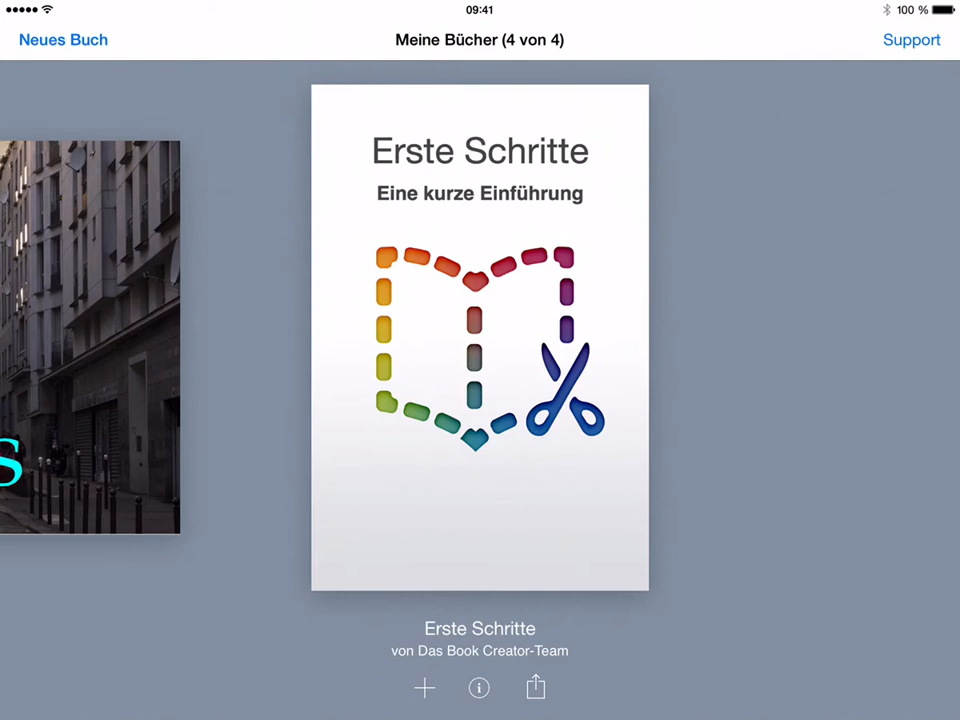 09:41
100 %
Neues Buch
Meine Bücher (4 von 4)
Support
Erste Schritte
Eine kurze Einführung
s
Erste Schritte
von Das Book Creator-Team